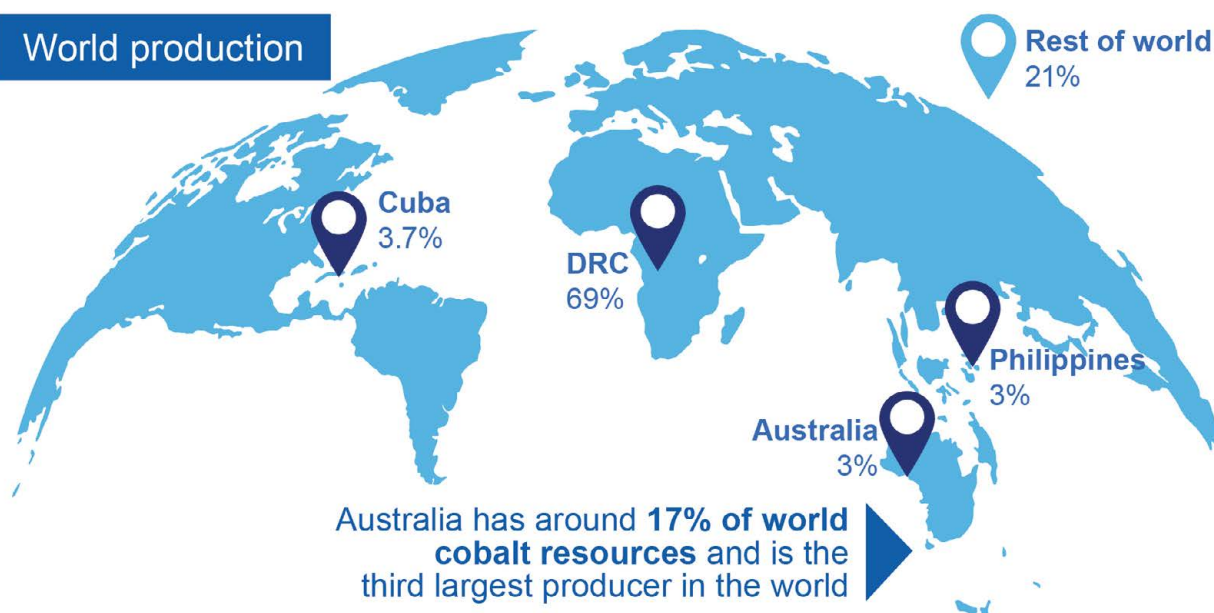 World production
Rest of world
21%
Cuba
3.7%
DRC
69%
Philippines
3%
Australia
3%
Australia has around 17% of world
cobalt resources and is the
third largest producer in the world